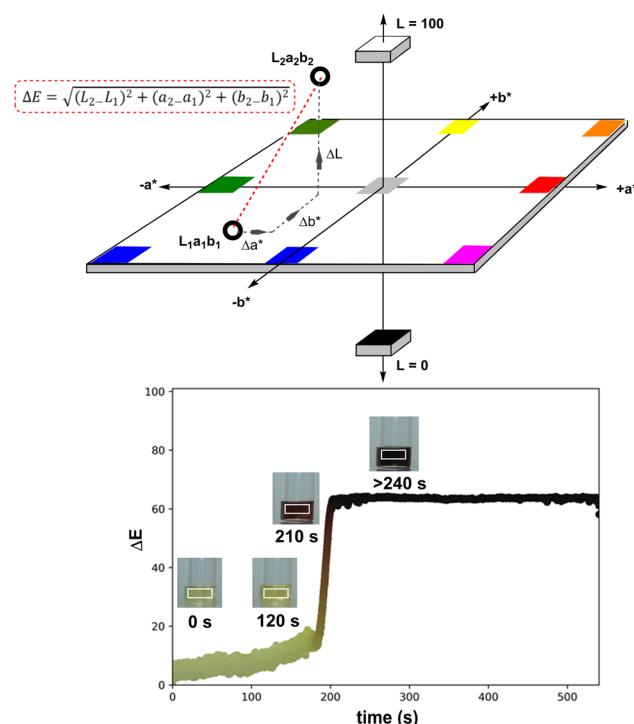 L = 100
L₂a₂b₂
ΔE = √(L₂₋L₁)² + (a₂₋a₁)² + (b₂₋b₁)²
+b*
ΔL
-a*
+a*
Δb*
L₁a₁b₁
Δa*
-b*
L = 0
100
80
60
40
20
0
ΔE
>240 s
210 s
0 s
120 s
0
100
200
300
400
500
time (s)